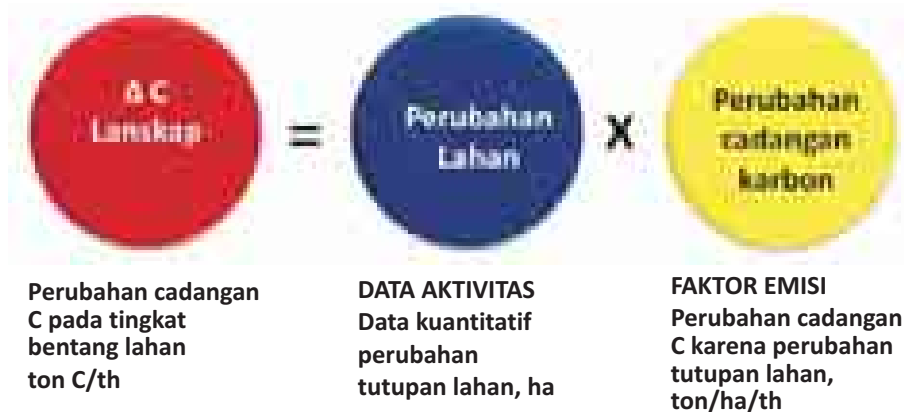 Δ C
Lanskap
=
Perubahan
Lahan
X
Perubahan
cadangan
karbon
Perubahan cadangan
C pada tingkat
bentang lahan
ton C/th
DATA AKTIVITAS
Data kuantitatif
perubahan
tutupan lahan, ha
FAKTOR EMISI
Perubahan cadangan
C karena perubahan
tutupan lahan,
ton/ha/th